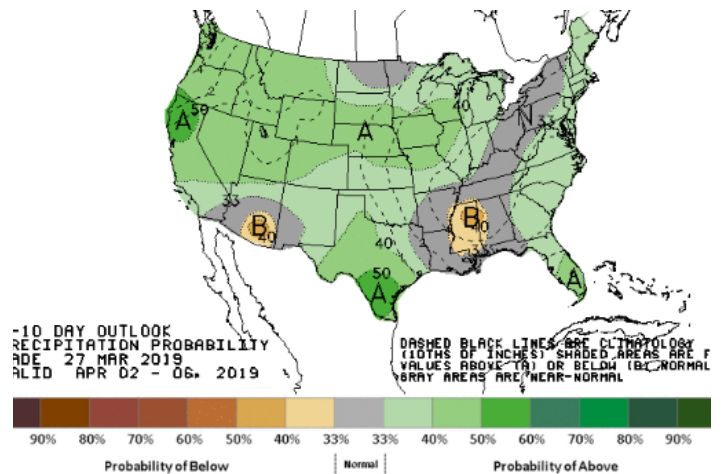 50
A
A
40
N
33
33
B
40
B
40
33
40
50
A
A
-10 DAY OUTLOOK
RECIPITATION PROBABILITY
ADE 27 MAR 2019
ALID APR 02 - 06, 2019
DASHED BLACK LINES ARE CLIMATOLOGY
(10THS OF INCHES) SHADED AREAS ARE F
VALUES ABOVE (A) OR BELOW (B) NORMAL
GRAY AREAS ARE NEAR-NORMAL
90% 80% 70% 60% 50% 40% 33% 33% 40% 50% 60% 70% 80% 90%
Probability of Below Normal Probability of Above